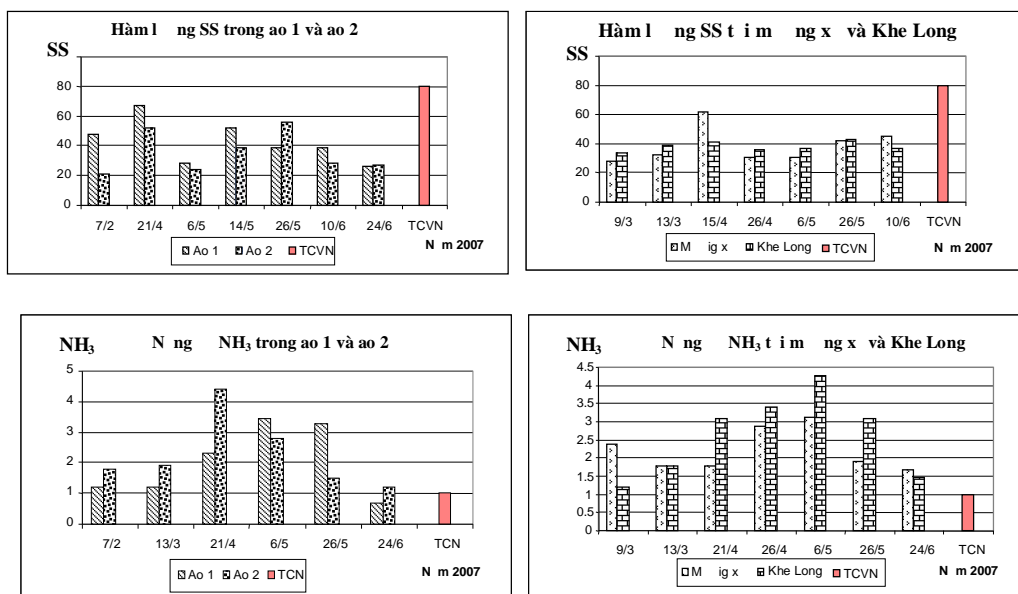 Hàm l ng SS trong ao 1 và ao 2
SS
80
60
40
20
0
7/2 21/4 6/5 14/5 26/5 10/6 24/6 TCVN
Ao 1 Ao 2 TCVN
N m 2007
Hàm l ng SS t i m ng x và Khe Long
SS
80
60
40
20
0
9/3 13/3 15/4 26/4 6/5 26/5 10/6 TCVN
M ig x Khe Long TCVN
N m 2007
N ng NH₃ trong ao 1 và ao 2
NH₃
5
4
3
2
1
0
7/2 13/3 21/4 6/5 26/5 24/6 TCN
Ao 1 Ao 2 TCN
N m 2007
N ng NH₃ t i m ng x và Khe Long
NH₃
4.5
4
3.5
3
2.5
2
1.5
1
0.5
0
9/3 13/3 21/4 26/4 6/5 26/5 24/6 TCN
M ig x Khe Long TCVN
N m 2007